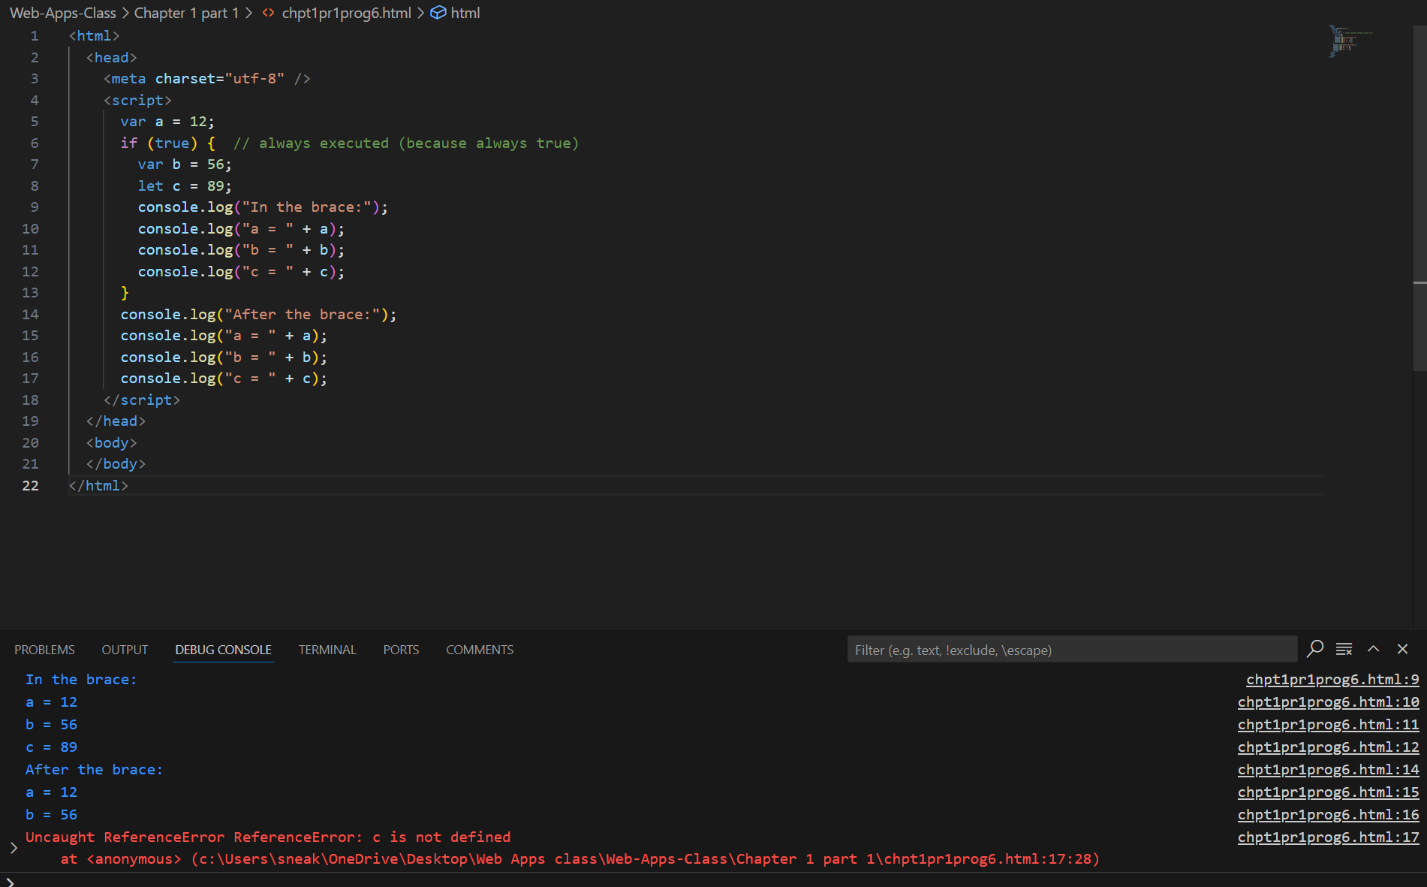 Web-Apps-Class > Chapter 1 part 1 > <> chpt1pr1prog6.html > html
1 <html>
2 <head>
3 <meta charset="utf-8" />
4 <script>
5 var a = 12;
6 if (true) {  // always executed (because always true)
7 var b = 56;
8 let c = 89;
9 console.log("In the brace:");
10 console.log("a = " + a);
11 console.log("b = " + b);
12 console.log("c = " + c);
13 }
14 console.log("After the brace:");
15 console.log("a = " + a);
16 console.log("b = " + b);
17 console.log("c = " + c);
18 </script>
19 </head>
20 <body>
21 </body>
22 </html>
PROBLEMS OUTPUT DEBUG CONSOLE TERMINAL PORTS COMMENTS Filter (e.g. text, !exclude, \escape)
In the brace: chpt1pr1prog6.html:9
a = 12 chpt1pr1prog6.html:10
b = 56 chpt1pr1prog6.html:11
c = 89 chpt1pr1prog6.html:12
After the brace: chpt1pr1prog6.html:14
a = 12 chpt1pr1prog6.html:15
b = 56 chpt1pr1prog6.html:16
Uncaught ReferenceError ReferenceError: c is not defined chpt1pr1prog6.html:17
at <anonymous> (c:\Users\sneak\OneDrive\Desktop\Web Apps class\Web-Apps-Class\Chapter 1 part 1\chpt1pr1prog6.html:17:28)